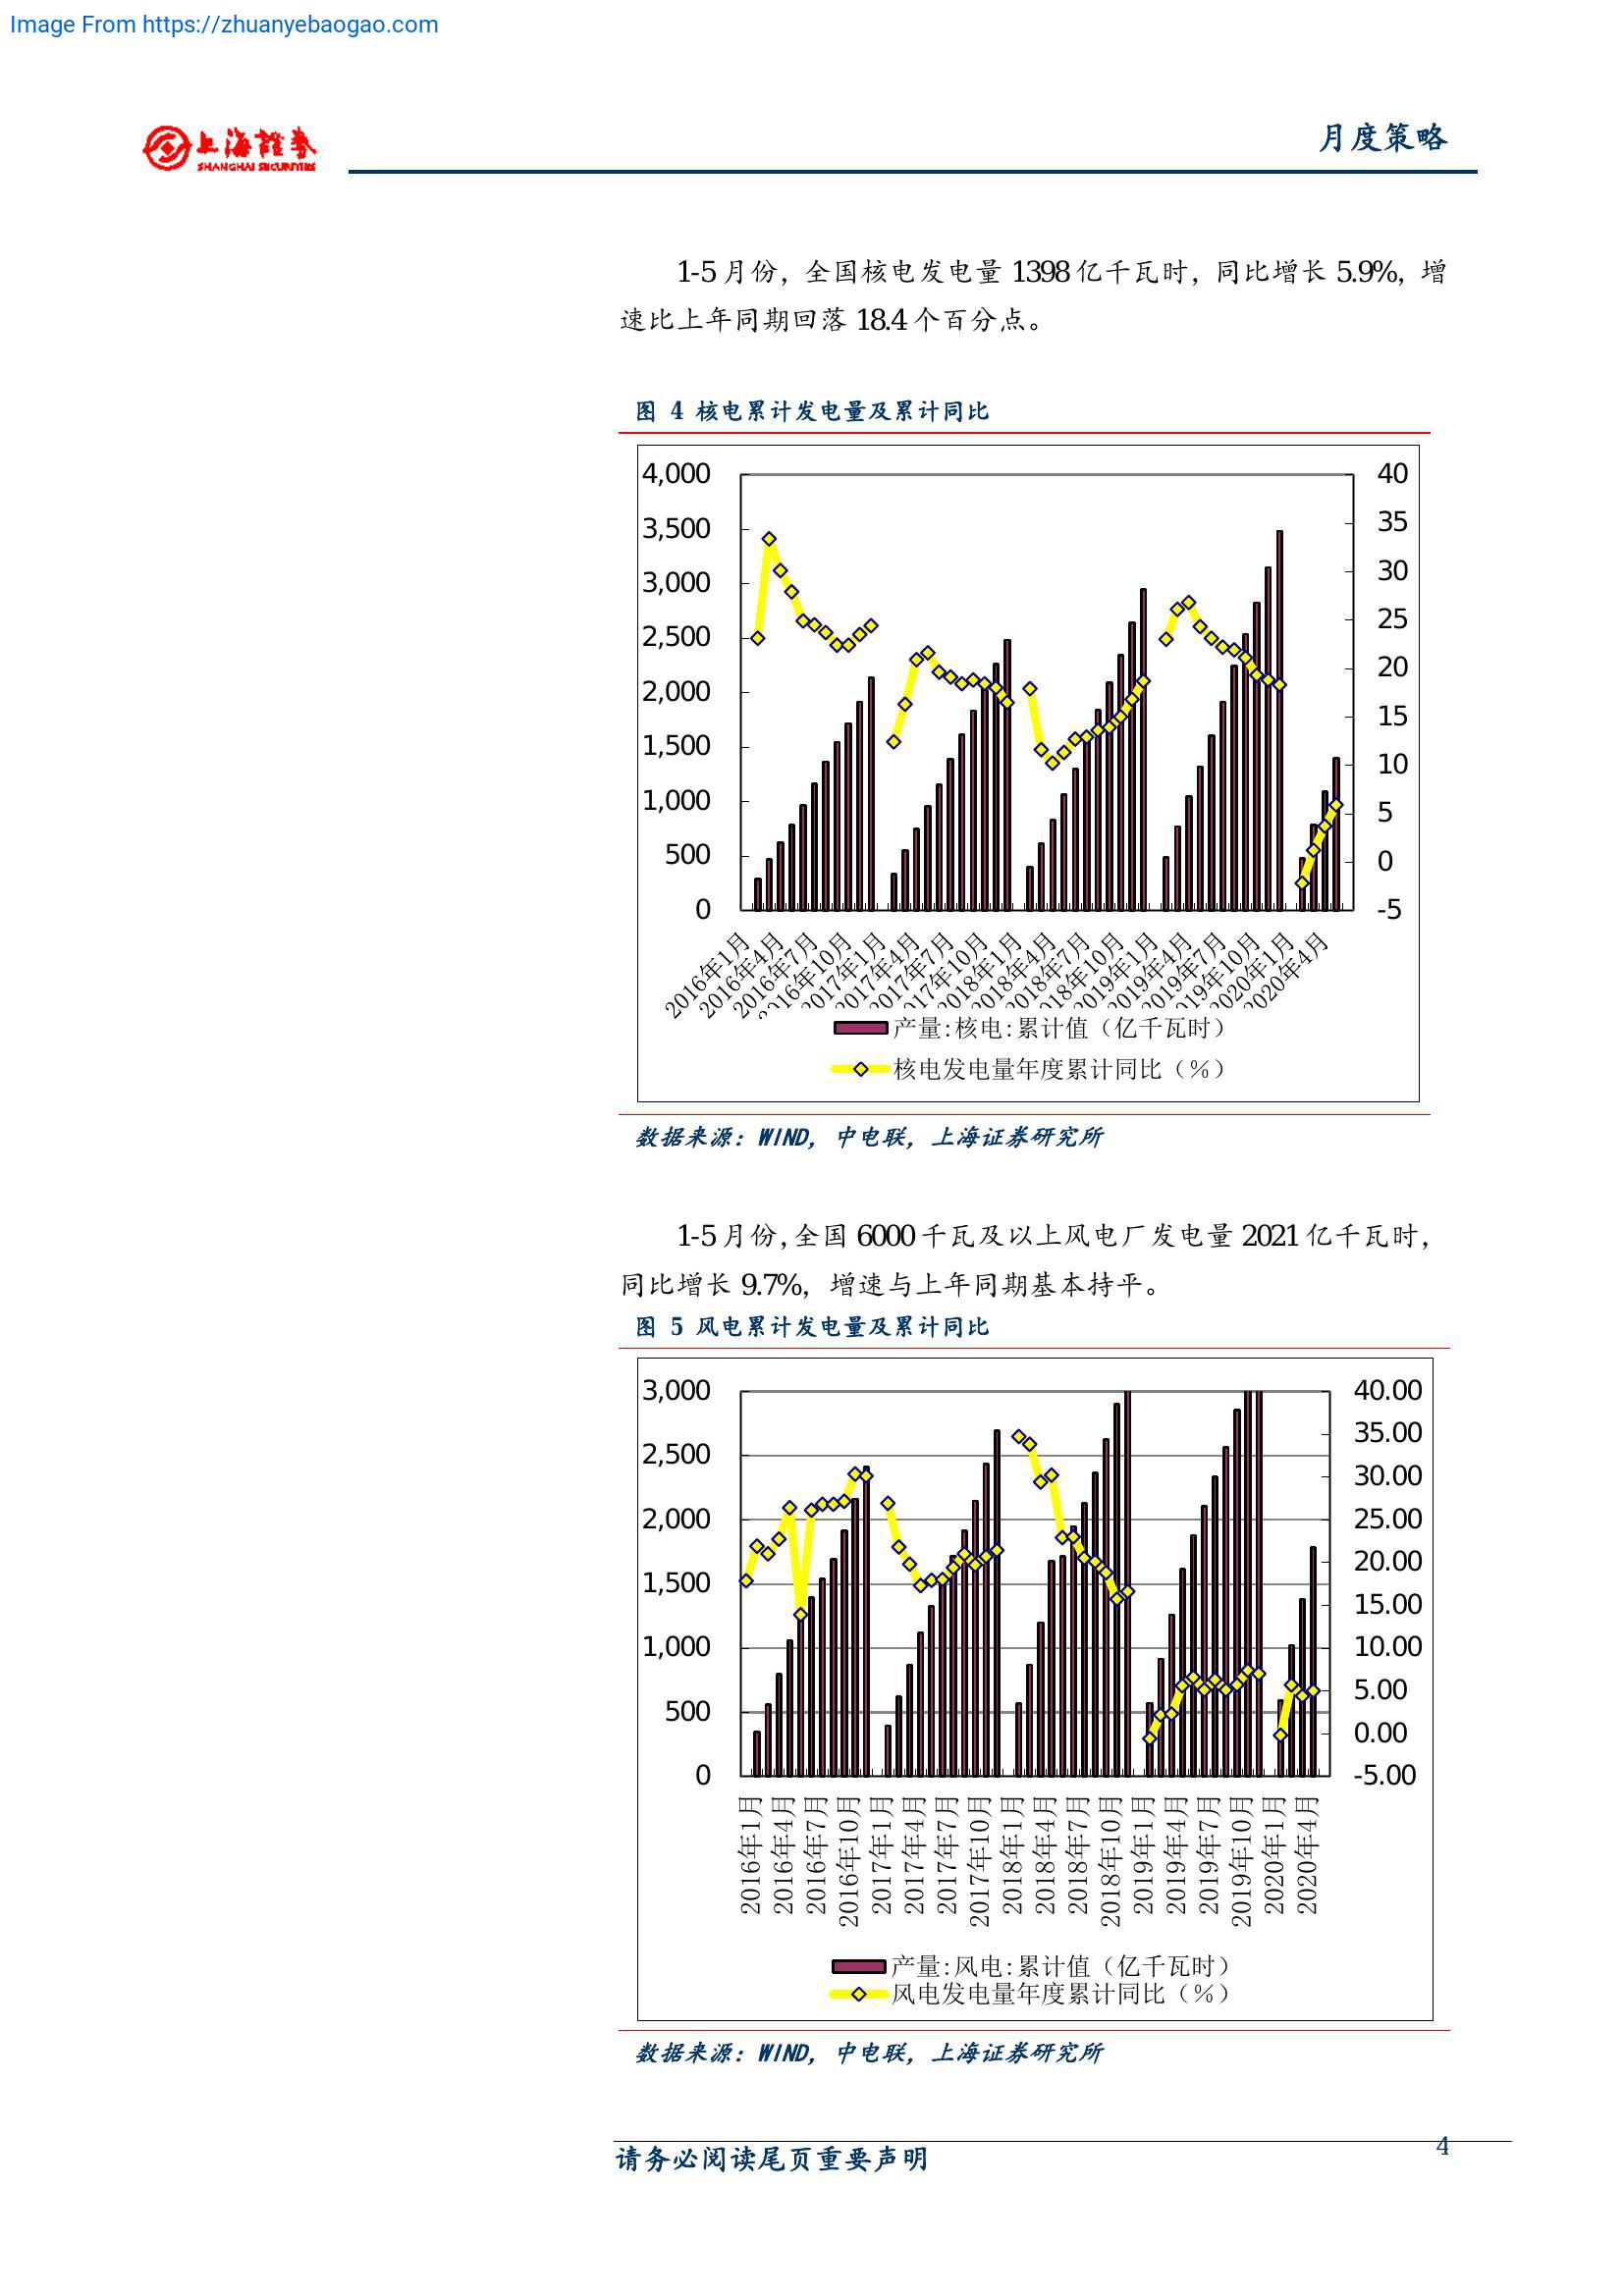 Image From https://zhuanyebaogao.com
上海證券
SHANGHAI SECURITIES
月度策略
1-5月份，全国核电发电量 1398亿千瓦时，同比增长 5.9%，增
速比上年同期回落 18.4个百分点。
图 4 核电累计发电量及累计同比
4,000
3,500
3,000
2,500
2,000
1,500
1,000
500
0
40
35
30
25
20
15
10
5
0
-5
2016年1月
2016年4月
2016年7月
2016年10月
2017年1月
2017年4月
2017年7月
2017年10月
2018年1月
2018年4月
2018年7月
2018年10月
2019年1月
2019年4月
2019年7月
2019年10月
2020年1月
2020年4月
产量:核电:累计值（亿千瓦时）
核电发电量年度累计同比（%）
数据来源：WIND，中电联，上海证券研究所
1-5月份，全国 6000千瓦及以上风电厂发电量 2021亿千瓦时，
同比增长 9.7%，增速与上年同期基本持平。
图 5 风电累计发电量及累计同比
3,000
2,500
2,000
1,500
1,000
500
0
40.00
35.00
30.00
25.00
20.00
15.00
10.00
5.00
0.00
-5.00
2016年1月
2016年4月
2016年7月
2016年10月
2017年1月
2017年4月
2017年7月
2017年10月
2018年1月
2018年4月
2018年7月
2018年10月
2019年1月
2019年4月
2019年7月
2019年10月
2020年1月
2020年4月
产量:风电:累计值（亿千瓦时）
风电发电量年度累计同比（%）
数据来源：WIND，中电联，上海证券研究所
请务必阅读尾页重要声明
4